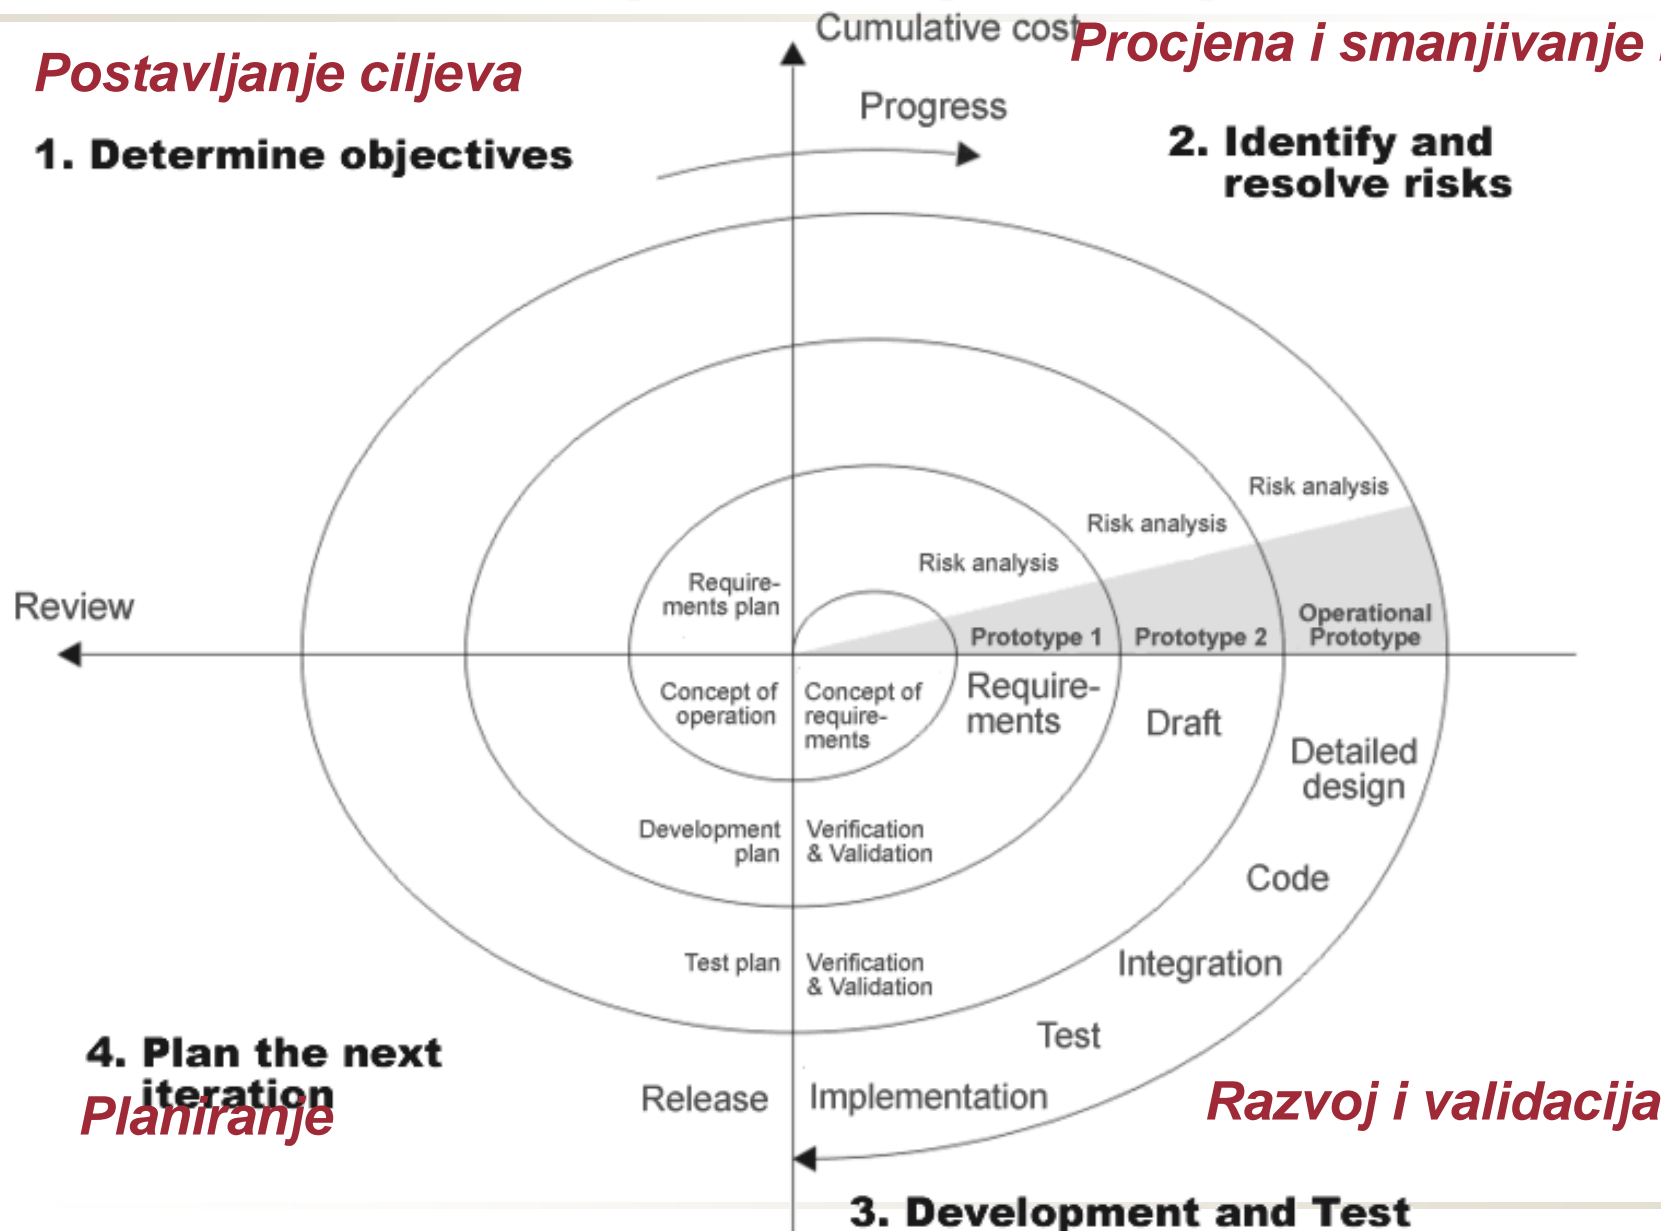 Cumulative cost
Postavljanje ciljeva
Procjena i smanjivanje
Progress
1. Determine objectives
2. Identify and
resolve risks
Risk analysis
Risk analysis
Risk analysis
Require-
ments plan
Review
Operational
Prototype
Prototype 1
Prototype 2
Concept of
operation
Concept of
require-
ments
Require-
ments
Draft
Detailed
design
Development
plan
Verification
& Validation
Code
Test plan
Verification
& Validation
Integration
Test
4. Plan the next
iteration
Planiranje
Release
Implementation
Razvoj i validacija
3. Development and Test